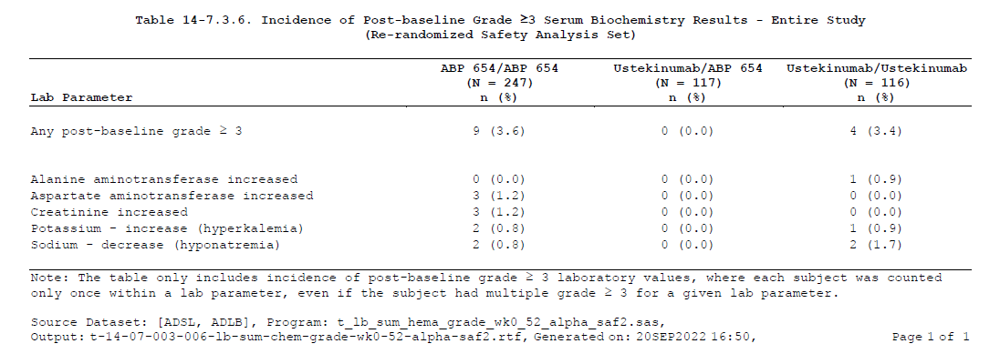 Table 14-7.3.6. Incidence of Post-baseline Grade ≥3 Serum Biochemistry Results - Entire Study
(Re-randomized Safety Analysis Set)
ABP 654/ABP 654 Ustekinumab/ABP 654 Ustekinumab/Ustekinumab
(N = 247) (N = 117) (N = 116)
Lab Parameter n (%) n (%) n (%)
Any post-baseline grade ≥ 3 9 (3.6) 0 (0.0) 4 (3.4)
Alanine aminotransferase increased 0 (0.0) 0 (0.0) 1 (0.9)
Aspartate aminotransferase increased 3 (1.2) 0 (0.0) 0 (0.0)
Creatinine increased 3 (1.2) 0 (0.0) 0 (0.0)
Potassium - increase (hyperkalemia) 2 (0.8) 0 (0.0) 1 (0.9)
Sodium - decrease (hyponatremia) 2 (0.8) 0 (0.0) 2 (1.7)
Note: The table only includes incidence of post-baseline grade ≥ 3 laboratory values, where each subject was counted
only once within a lab parameter, even if the subject had multiple grade ≥ 3 for a given lab parameter.
Source Dataset: [ADSL, ADLB], Program: t_lb_sum_hema_grade_wk0_52_alpha_saf2.sas,
Output: t-14-07-003-006-lb-sum-chem-grade-wk0-52-alpha-saf2.rtf, Generated on: 20SEP2022 16:50, Page 1 of 1